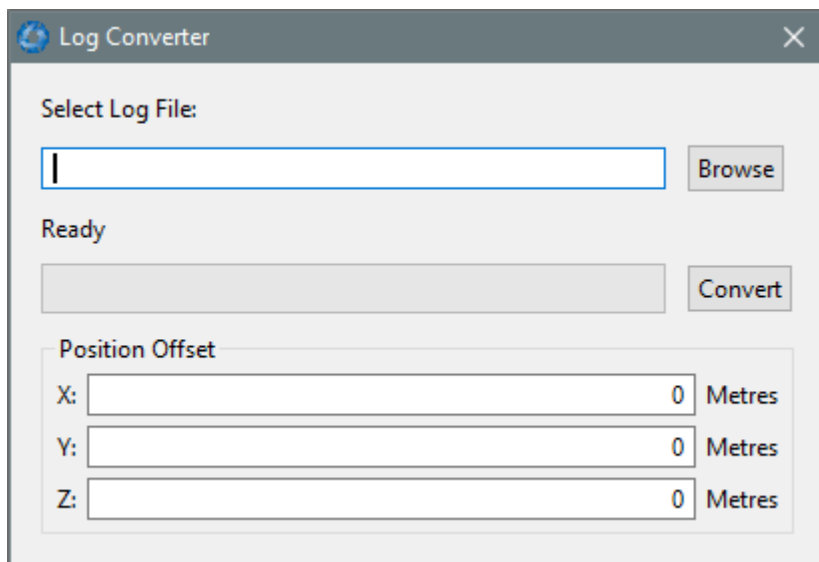 Log Converter
Select Log File:
Browse
Ready
Convert
Position Offset
X: 0 Metres
Y: 0 Metres
Z: 0 Metres